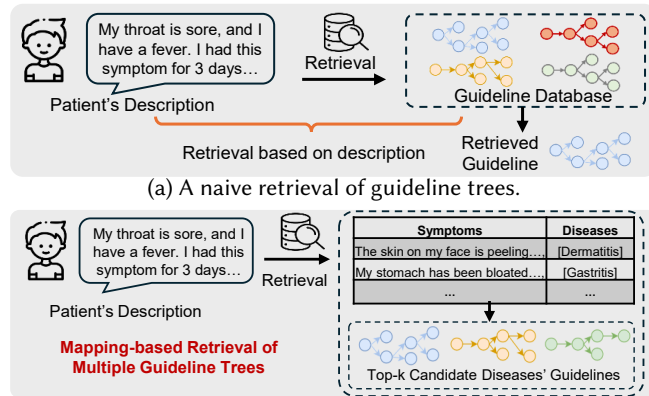 My throat is sore, and I
have a fever. I had this
symptom for 3 days…
Patient's Description
Retrieval
Guideline Database
Retrieval based on description
Retrieved
Guideline
(a) A naive retrieval of guideline trees.
My throat is sore, and I
have a fever. I had this
symptom for 3 days…
Patient's Description
Retrieval
Mapping-based Retrieval of
Multiple Guideline Trees
Symptoms Diseases
The skin on my face is peeling…, [Dermatitis]
My stomach has been bloated…, [Gastritis]
... ...
Top-k Candidate Diseases' Guidelines